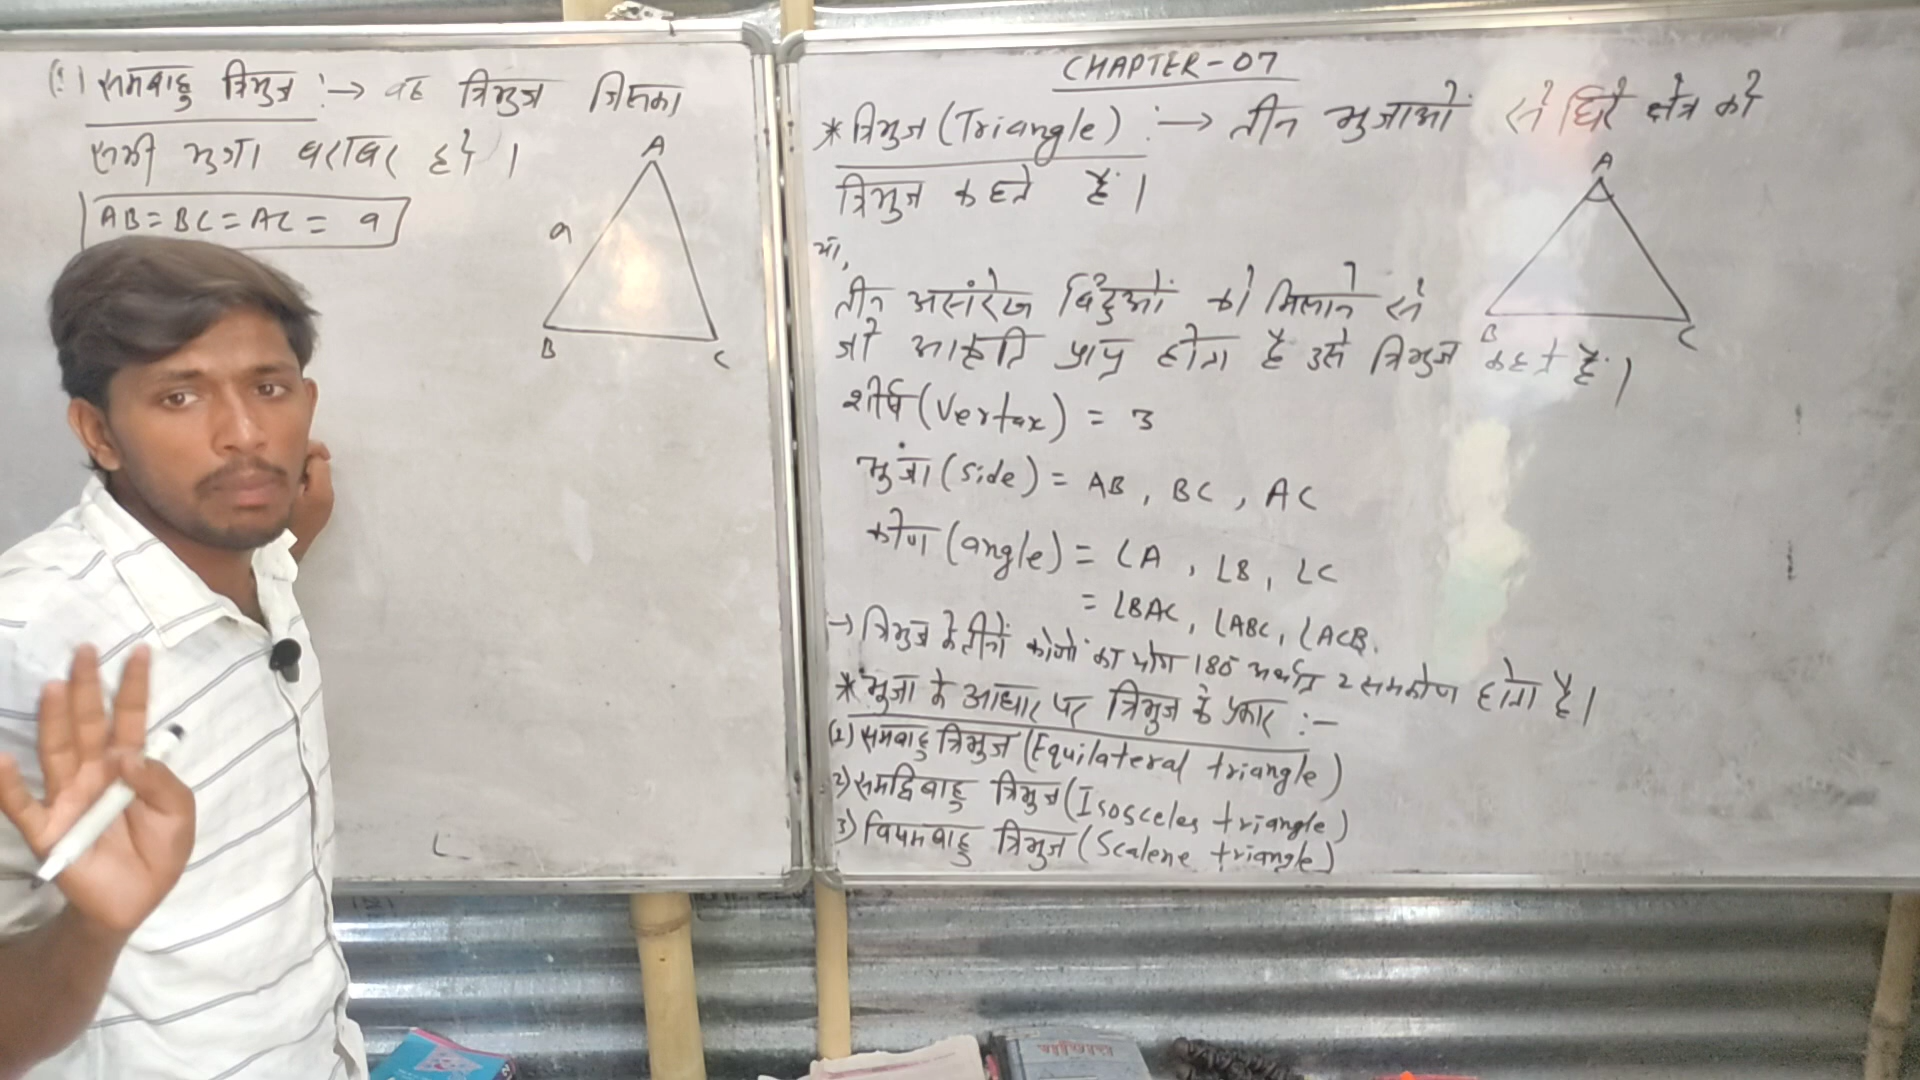 (i) समबाहु त्रिभुज :→ वह त्रिभुज जिसका
सभी भुजा बराबर हो।
AB = BC = AC = a
A
a
B
C
CHAPTER-07
* त्रिभुज (Triangle) :→ तीन भुजाओं से घिरे क्षेत्र को
त्रिभुज कहते हैं।
A
B
C
या,
तीन असंरेख बिंदुओं को मिलाने से
जो आकृति प्राप्त होता है उसे त्रिभुज कहते हैं।
शीर्ष (Vertax) = 3
भुजा (side) = AB, BC, AC
कोण (angle) = ∠A, ∠B, ∠C
= ∠BAC, ∠ABC, ∠ACB.
→ त्रिभुज के तीनों कोणों का योग 180° अर्थात् 2 समकोण होता है।
* भुजा के आधार पर त्रिभुज के प्रकार :-
(1) समबाहु त्रिभुज (Equilateral triangle)
2) समद्विबाहु त्रिभुज (Isosceles triangle)
3) विषमबाहु त्रिभुज (Scalene triangle)